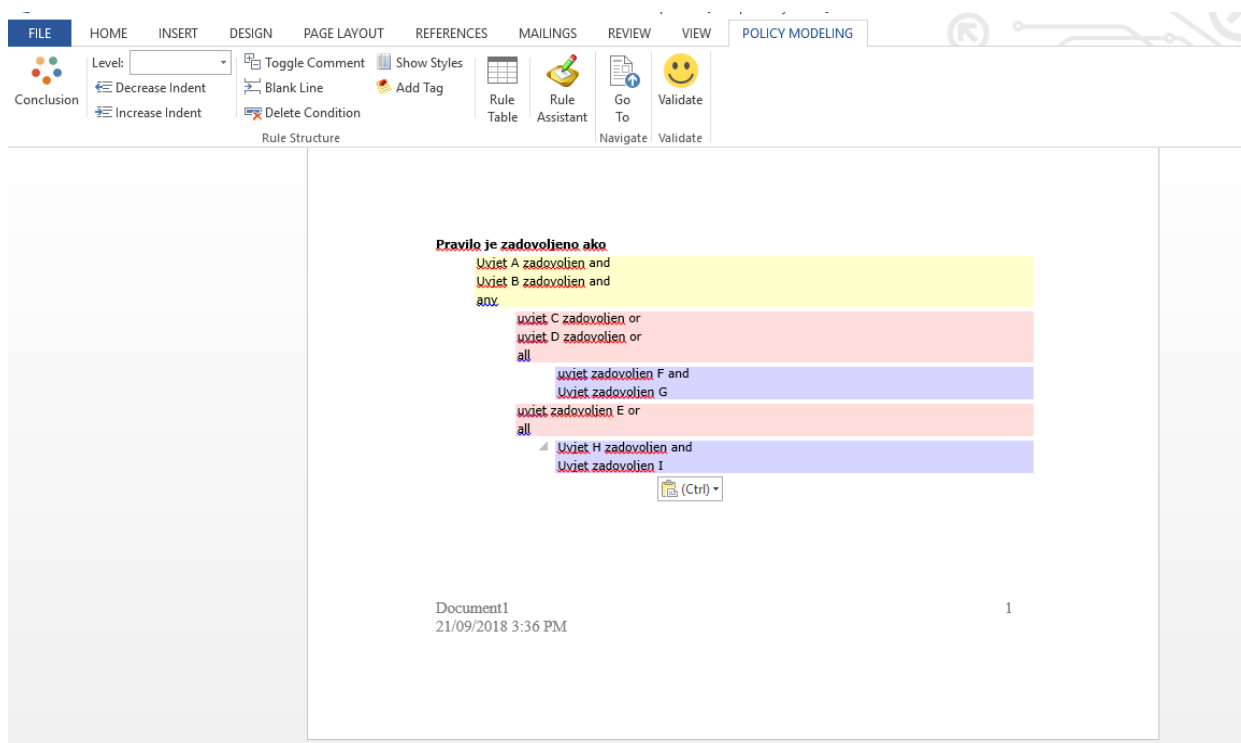 FILE HOME INSERT DESIGN PAGE LAYOUT REFERENCES MAILINGS REVIEW VIEW POLICY MODELING
Conclusion
Level:
Decrease Indent
Increase Indent
Toggle Comment
Blank Line
Delete Condition
Show Styles
Add Tag
Rule Structure
Rule Table
Rule Assistant
Go To
Navigate
Validate
Validate
Pravilo je zadovoljeno ako
Uvjet A zadovoljen and
Uvjet B zadovoljen and
any
uvjet C zadovoljen or
uvjet D zadovoljen or
all
uvjet zadovoljen F and
Uvjet zadovoljen G
uvjet zadovoljen E or
all
Uvjet H zadovoljen and
Uvjet zadovoljen I
(Ctrl)
Document1 1
21/09/2018 3:36 PM